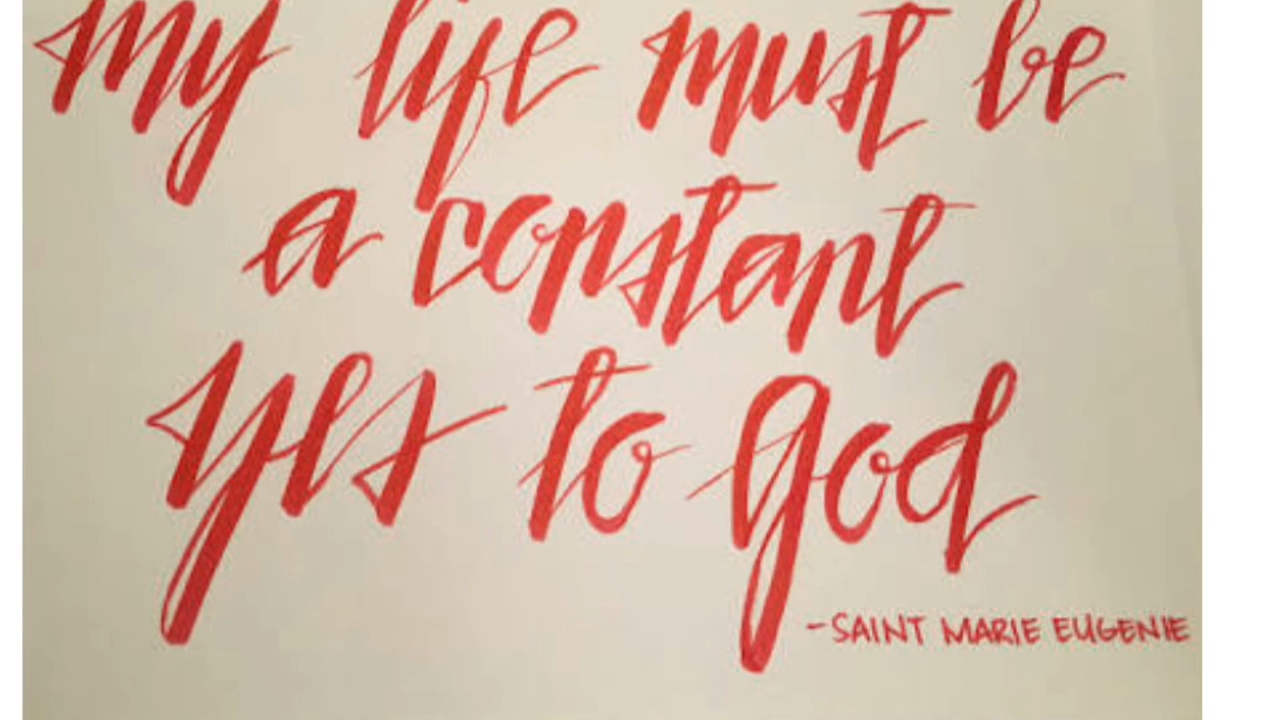 my life must be
a constant
yes to god
-SAINT MARIE EUGENIE